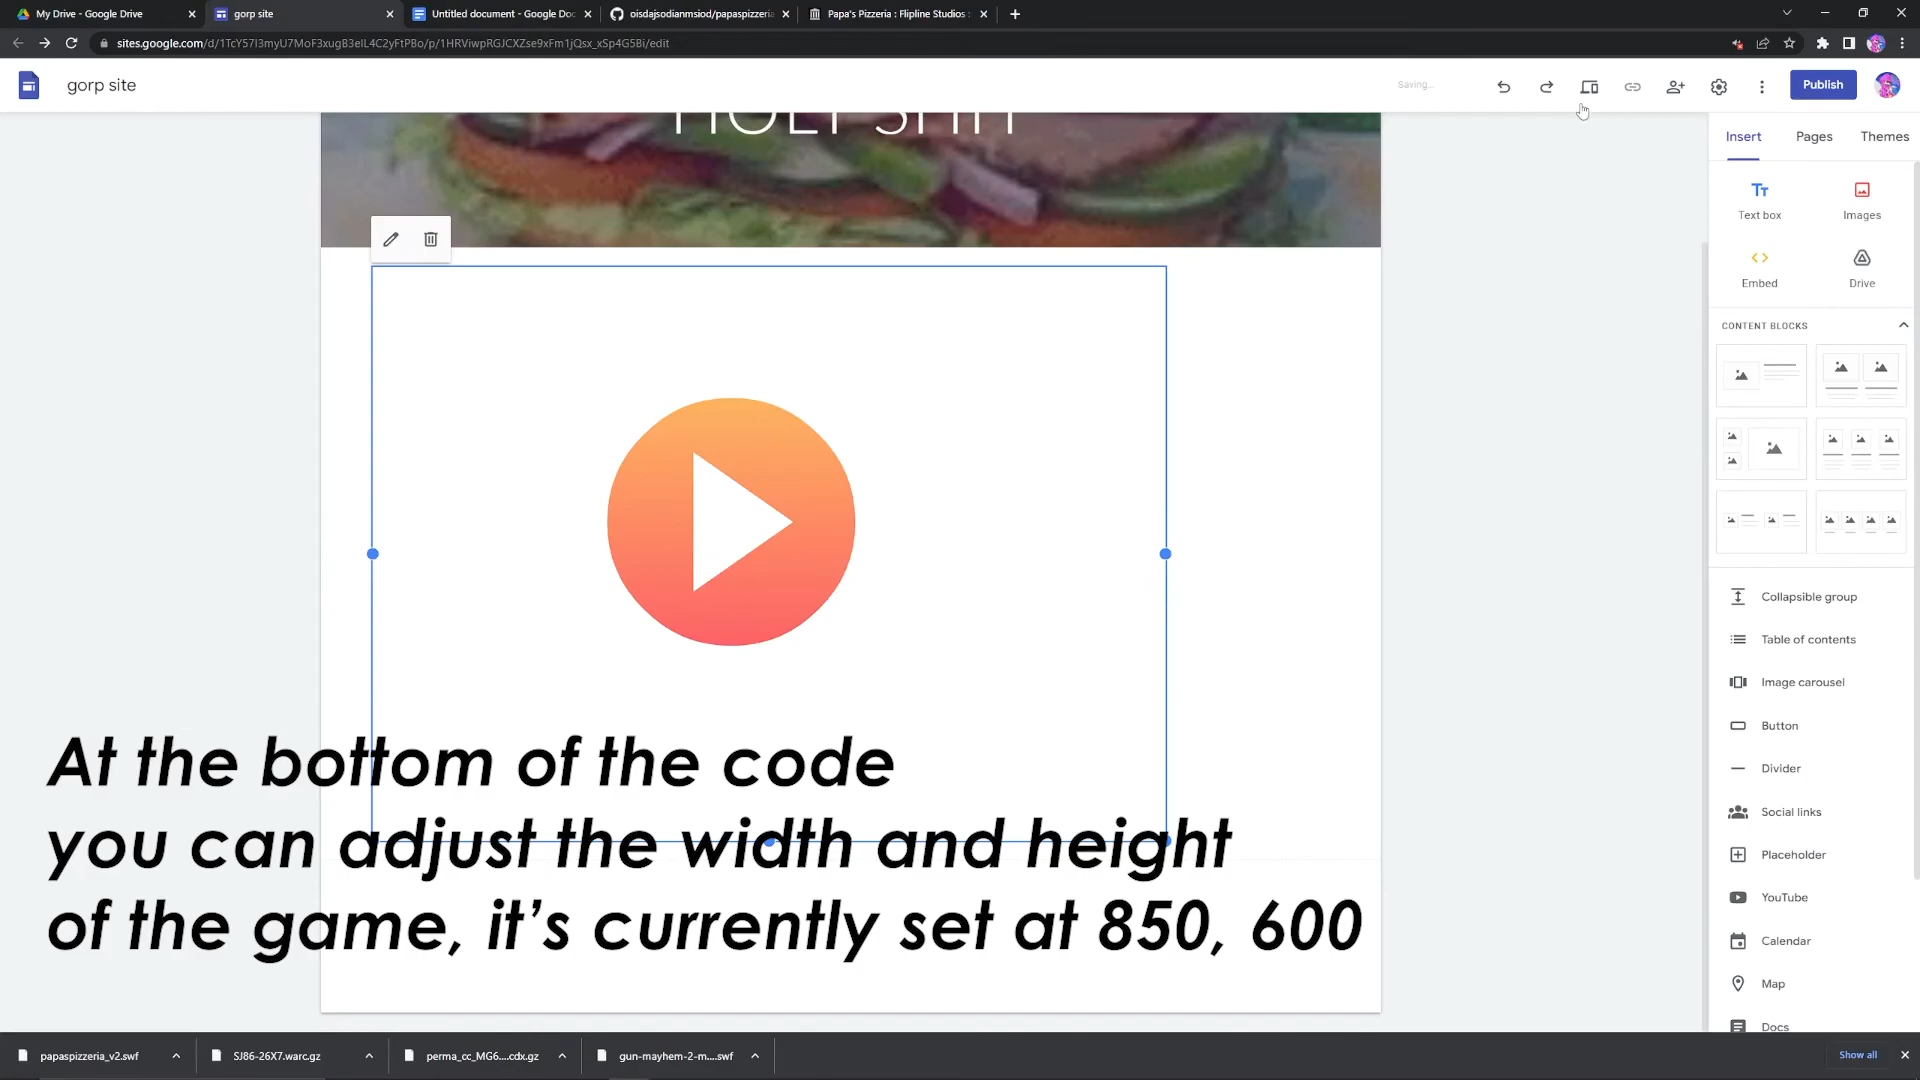 My Drive - Google Drive
gorp site
Untitled document - Google Doc
oisdajsodianmsiod/papaspizzeria
Papa's Pizzeria : Flipline Studios :
sites.google.com/d/1TcY57I3myU7MoF3xugB3elL4C2yFtPBo/p/1HRViwpRGJCXZse9xFm1jQsx_xSp4G5Bi/edit
gorp site
Saving...
Publish
Insert
Pages
Themes
Text box
Images
Embed
Drive
CONTENT BLOCKS
Collapsible group
Table of contents
Image carousel
Button
Divider
Social links
Placeholder
YouTube
Calendar
Map
Docs
At the bottom of the code
you can adjust the width and height
of the game, it's currently set at 850, 600
papaspizzeria_v2.swf
SJ86-26X7.warc.gz
perma_cc_MG6....cdx.gz
gun-mayhem-2-m....swf
Show all